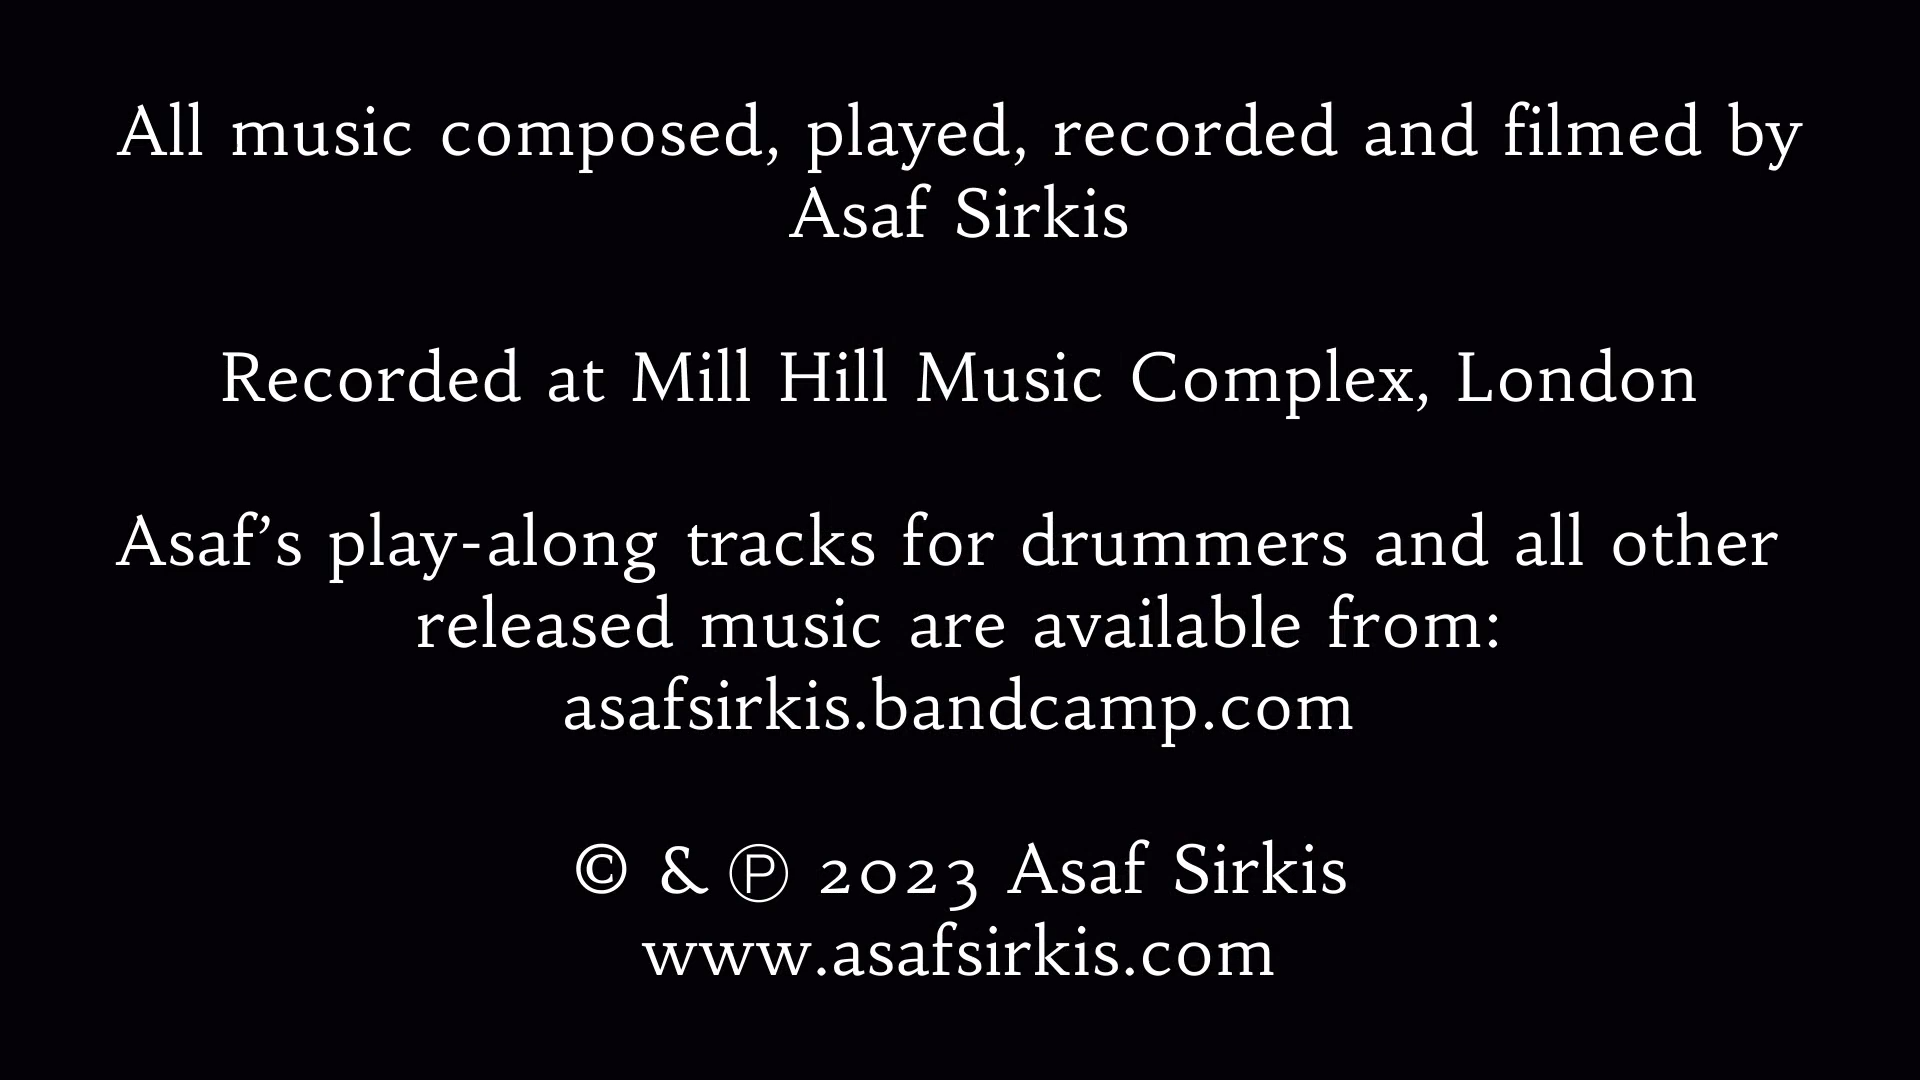 All music composed, played, recorded and filmed by
Asaf Sirkis
Recorded at Mill Hill Music Complex, London
Asaf’s play-along tracks for drummers and all other
released music are available from:
asafsirkis.bandcamp.com
© & ℗ 2023 Asaf Sirkis
www.asafsirkis.com